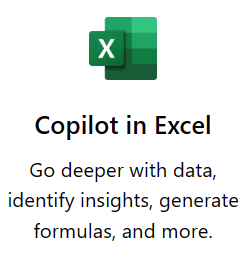 X
Copilot in Excel
Go deeper with data,
identify insights, generate
formulas, and more.